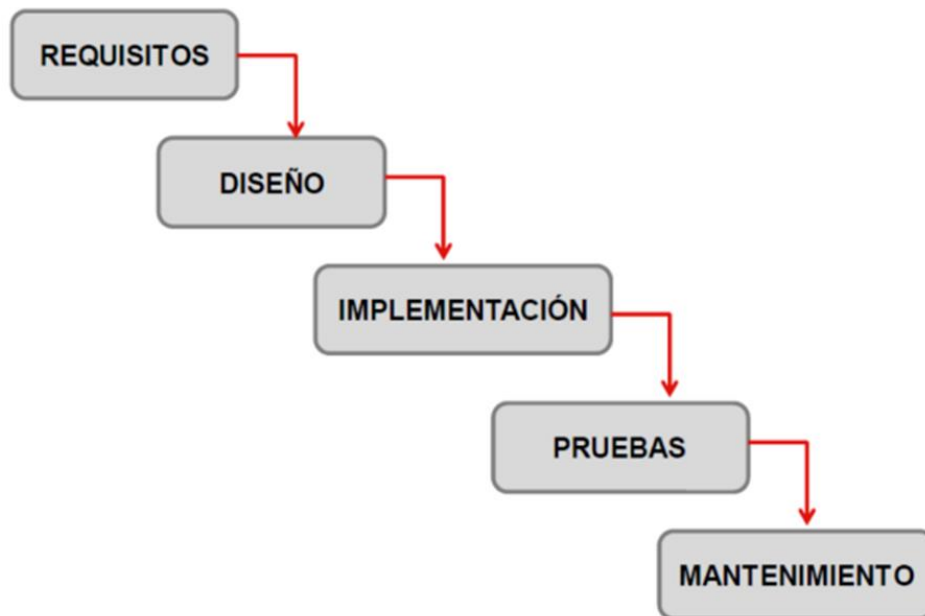 REQUISITOS
DISEÑO
IMPLEMENTACIÓN
PRUEBAS
MANTENIMIENTO